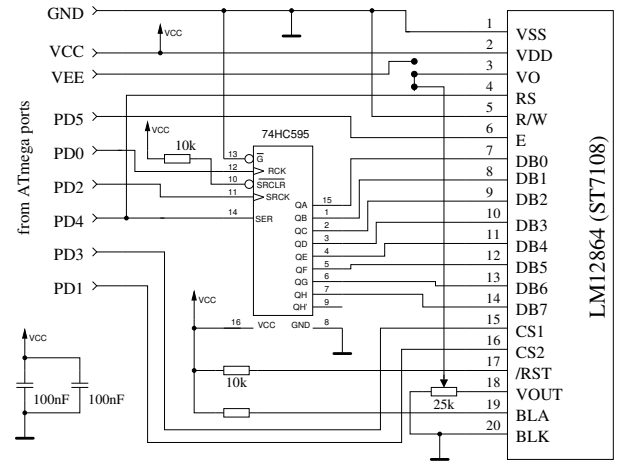 GND
VCC
VCC
VEE
from ATmega ports
PD5
PD0
PD2
PD4
PD3
PD1
VCC
10k
74HC595
13
12
10
11
14
G
RCK
SRCLR
SRCK
SER
QA
QB
QC
QD
QE
QF
QG
QH
QH'
15
1
2
3
4
5
6
7
9
16 VCC GND 8
VCC
10k
VCC
100nF 100nF
25k
1 VSS
2 VDD
3 VO
4 RS
5 R/W
6 E
7 DB0
8 DB1
9 DB2
10 DB3
11 DB4
12 DB5
13 DB6
14 DB7
15 CS1
16 CS2
17 /RST
18 VOUT
19 BLA
20 BLK
LM12864 (ST7108)